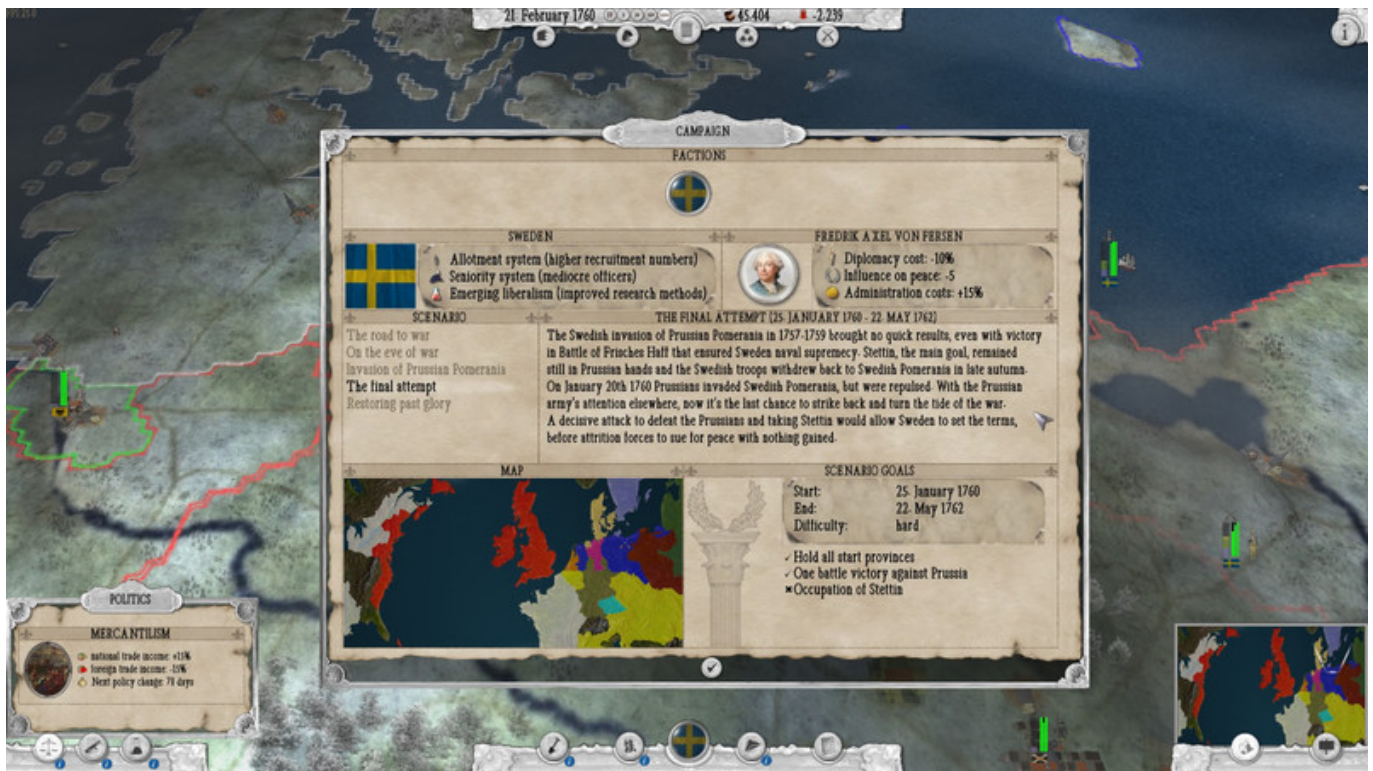 21. February 1760
45.404
-2.239
CAMPAIGN
FACTIONS
SWEDEN
Allotment system (higher recruitment numbers)
Seniority system (mediocre officers)
Emerging liberalism (improved research methods)
FREDRIK AXEL VON FERSEN
Diplomacy cost: -10%
Influence on peace: -5
Administration costs: +15%
SCENARIO
The road to war
On the eve of war
Invasion of Prussian Pomerania
The final attempt
Restoring past glory
THE FINAL ATTEMPT (25. JANUARY 1760 - 22. MAY 1762)
The Swedish invasion of Prussian Pomerania in 1757-1759 brought no quick results, even with victory
in Battle of Frisches Haff that ensured Sweden naval supremecy. Stettin, the main goal, remained
still in Prussian hands and the Swedish troops withdrew back to Swedish Pomerania in late autumn.
On January 20th 1760 Prussians invaded Swedish Pomerania, but were repulsed. With the Prussian
army's attention elsewhere, now it's the last chance to strike back and turn the tide of the war.
A decisive attack to defeat the Prussians and taking Stettin would allow Sweden to set the terms,
before attrition forces to sue for peace with nothing gained.
MAP
SCENARIO GOALS
Start: 25. January 1760
End: 22. May 1762
Difficulty: hard
Hold all start provinces
One battle victory against Prussia
Occupation of Stettin
POLITICS
MERCANTILISM
national trade income: +15%
foreign trade income: -15%
Next policy change: 78 days